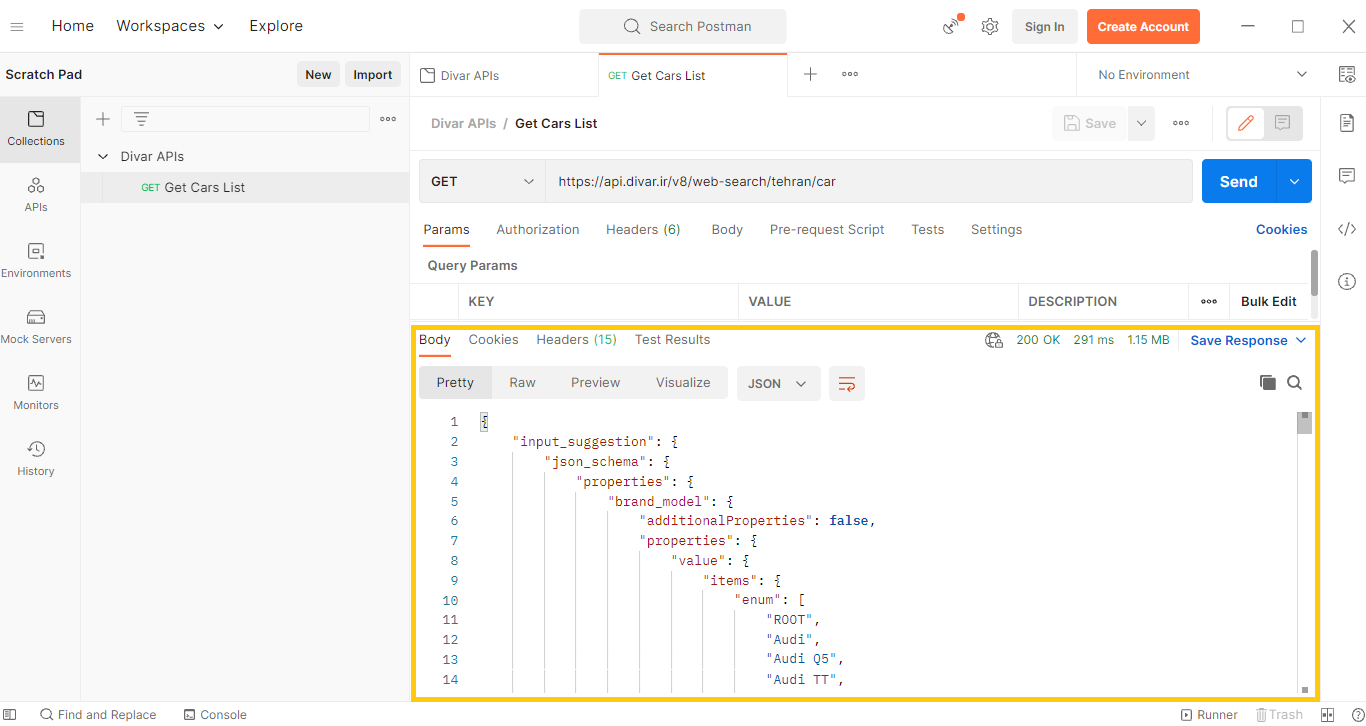 Home Workspaces Explore Search Postman Sign In Create Account
Scratch Pad New Import
Divar APIs GET Get Cars List No Environment
Collections
APIs
Environments
Mock Servers
Monitors
History
Divar APIs
GET Get Cars List
Divar APIs / Get Cars List Save
GET https://api.divar.ir/v8/web-search/tehran/car Send
Params Authorization Headers (6) Body Pre-request Script Tests Settings Cookies
Query Params
KEY VALUE DESCRIPTION Bulk Edit
Body Cookies Headers (15) Test Results 200 OK 291 ms 1.15 MB Save Response
Pretty Raw Preview Visualize JSON
1 {
2 "input_suggestion": {
3 "json_schema": {
4 "properties": {
5 "brand_model": {
6 "additionalProperties": false,
7 "properties": {
8 "value": {
9 "items": {
10 "enum": [
11 "ROOT",
12 "Audi",
13 "Audi Q5",
14 "Audi TT",
Find and Replace Console Runner Trash